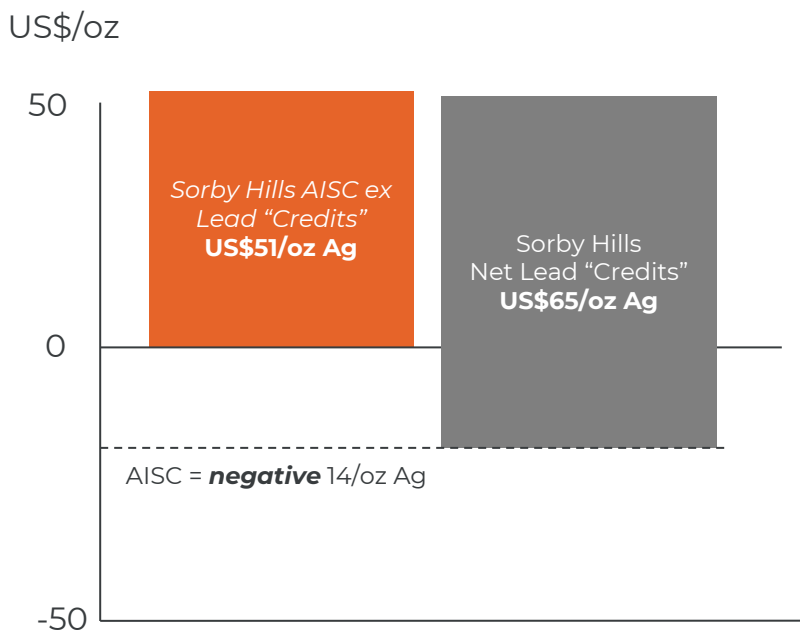 US$/oz
50
Sorby Hills AISC ex
Lead “Credits”
US$51/oz Ag
Sorby Hills
Net Lead “Credits”
US$65/oz Ag
0
AISC = negative 14/oz Ag
-50